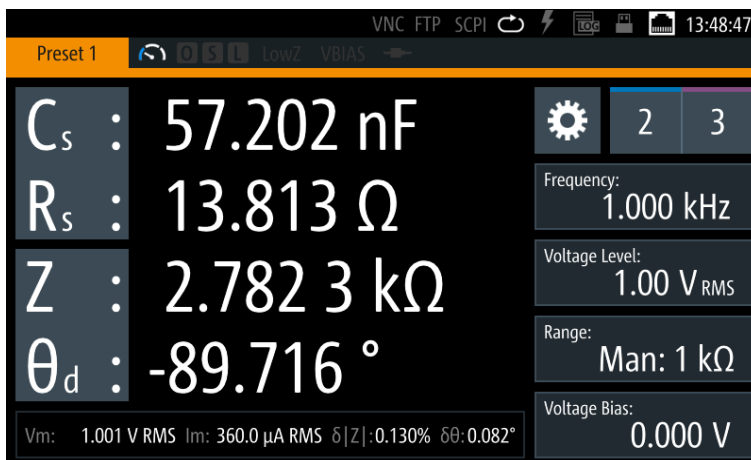 VNC FTP SCPI LOG 13:48:47
Preset 1 O S L LowZ VBIAS
Cs : 57.202 nF
Rs : 13.813 Ω
Z : 2.782 3 kΩ
θd : -89.716 °
Vm: 1.001 V RMS Im: 360.0 µA RMS δ|Z|: 0.130% δθ: 0.082°
2 3
Frequency:
1.000 kHz
Voltage Level:
1.00 V RMS
Range:
Man: 1 kΩ
Voltage Bias:
0.000 V